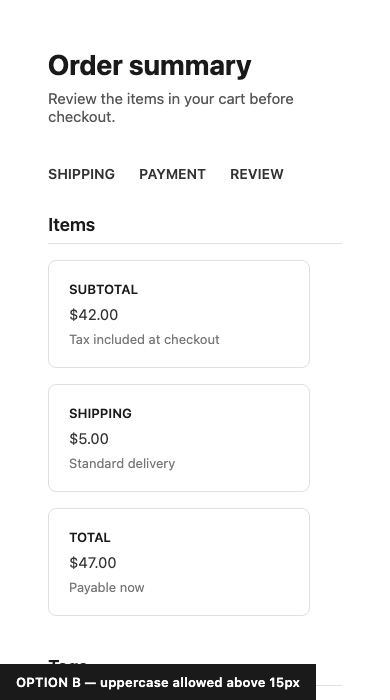 Order summary
Review the items in your cart before
checkout.
SHIPPING PAYMENT REVIEW
Items
SUBTOTAL
$42.00
Tax included at checkout
SHIPPING
$5.00
Standard delivery
TOTAL
$47.00
Payable now
OPTION B — uppercase allowed above 15px